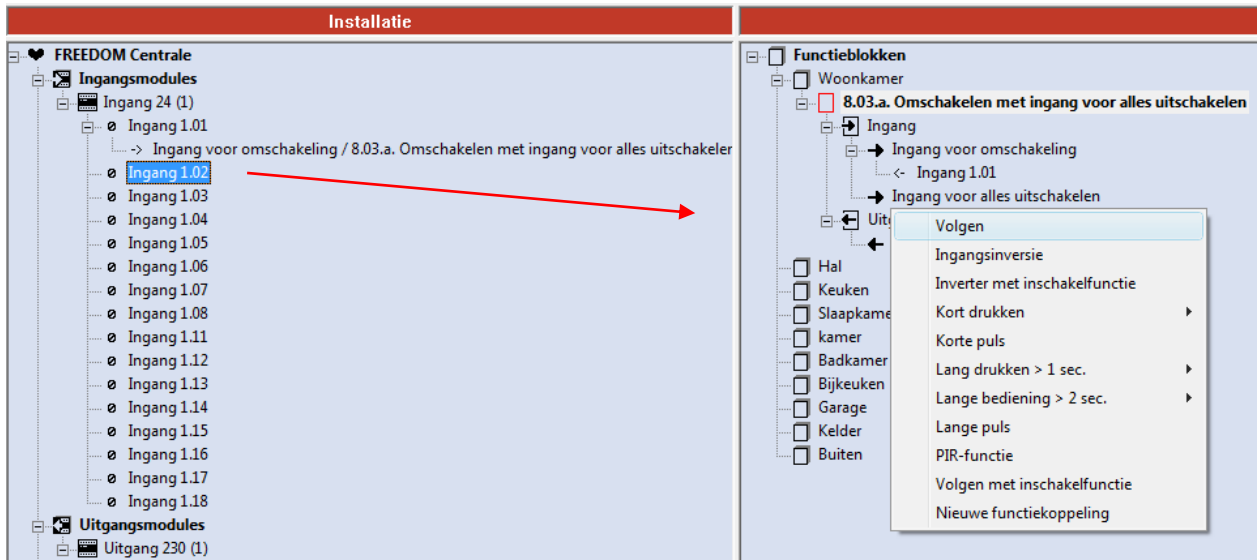 Installatie
FREEDOM Centrale
Ingangsmodules
Ingang 24 (1)
Ingang 1.01
-> Ingang voor omschakeling / 8.03.a. Omschakelen met ingang voor alles uitschakeler
Ingang 1.02
Ingang 1.03
Ingang 1.04
Ingang 1.05
Ingang 1.06
Ingang 1.07
Ingang 1.08
Ingang 1.11
Ingang 1.12
Ingang 1.13
Ingang 1.14
Ingang 1.15
Ingang 1.16
Ingang 1.17
Ingang 1.18
Uitgangsmodules
Uitgang 230 (1)
Functieblokken
Woonkamer
8.03.a. Omschakelen met ingang voor alles uitschakelen
Ingang
Ingang voor omschakeling
<- Ingang 1.01
Ingang voor alles uitschakelen
Uitg
Hal
Keuken
Slaapkame
kamer
Badkamer
Bijkeuken
Garage
Kelder
Buiten
Volgen
Ingangsinversie
Inverter met inschakelfunctie
Kort drukken
Korte puls
Lang drukken > 1 sec.
Lange bediening > 2 sec.
Lange puls
PIR-functie
Volgen met inschakelfunctie
Nieuwe functiekoppeling